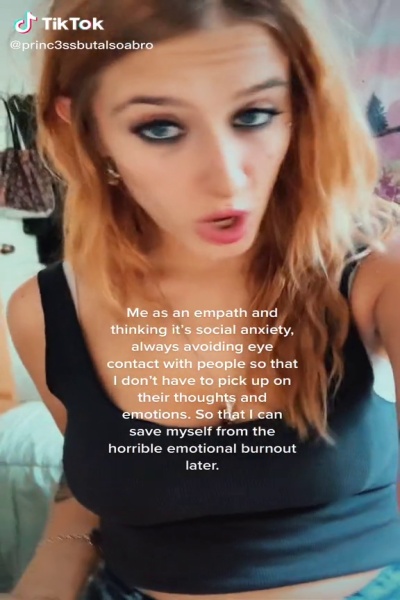 TikTok
@princ3ssbutalsoabro
Me as an empath and
thinking it's social anxiety,
always avoiding eye
contact with people so that
I don't have to pick up on
their thoughts and
emotions. So that I can
save myself from the
horrible emotional burnout
later.